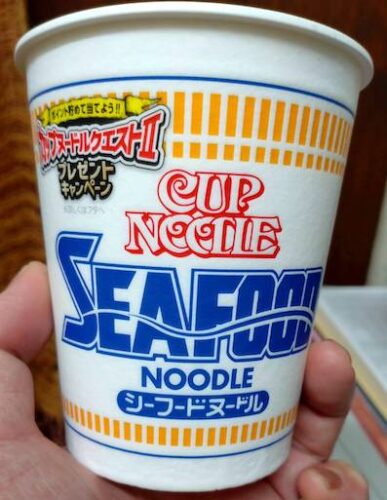 ポイント貯めて当てよう!!
カップヌードルクエストII
プレゼント
キャンペーン
CUP
NOODLE
SEAFOOD
NOODLE
シーフードヌードル